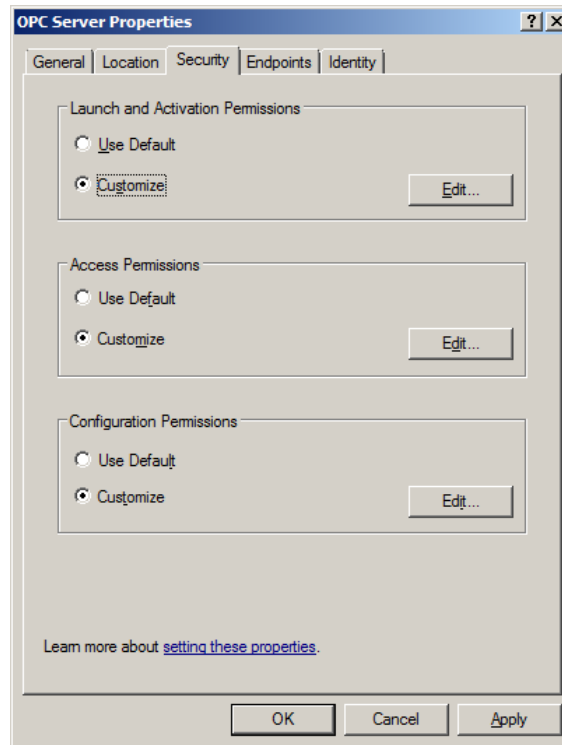 OPC Server Properties
General Location Security Endpoints Identity
Launch and Activation Permissions
Use Default
Customize
Edit...
Access Permissions
Use Default
Customize
Edit...
Configuration Permissions
Use Default
Customize
Edit...
Learn more about setting these properties.
OK Cancel Apply